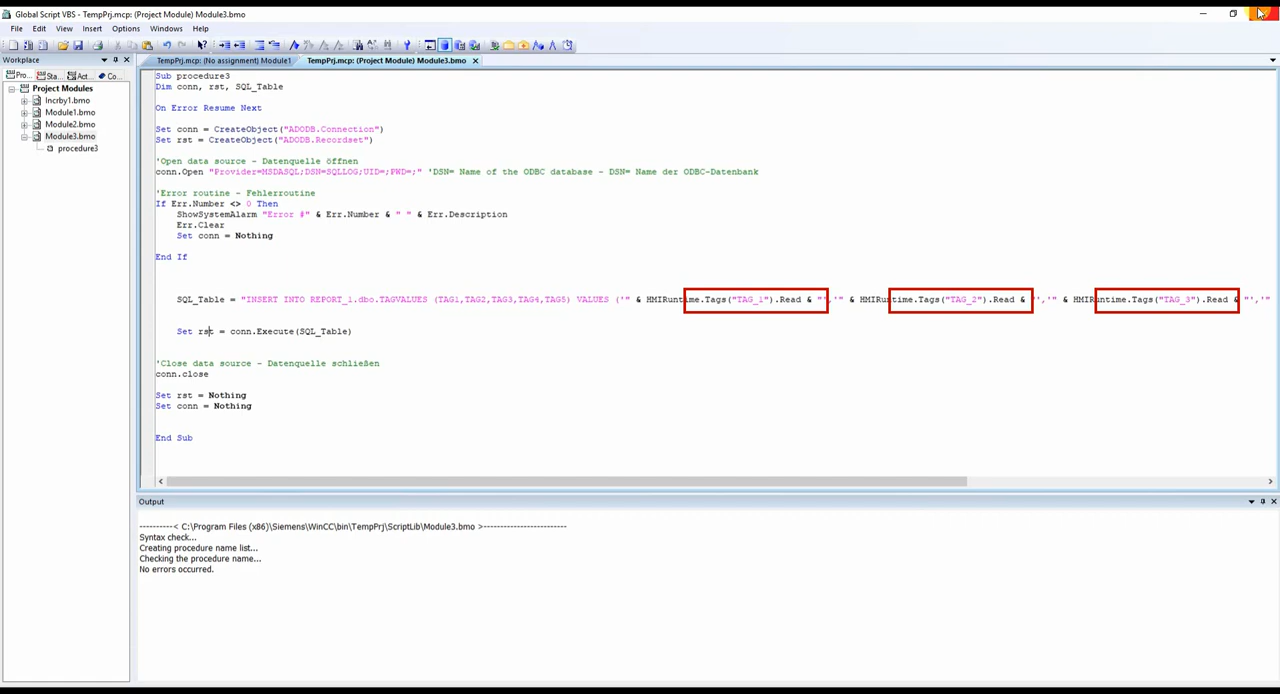 Global Script VBS - TempPrj.mcp: (Project Module) Module3.bmo
File Edit View Insert Options Windows Help
Workplace
TempPrj.mcp: (No assignment) Module1
TempPrj.mcp: (Project Module) Module3.bmo
Pro... Sta... Act... Co...
Project Modules
Incrby1.bmo
Module1.bmo
Module2.bmo
Module3.bmo
procedure3
Sub procedure3
Dim conn, rst, SQL_Table
On Error Resume Next
Set conn = CreateObject("ADODB.Connection")
Set rst = CreateObject("ADODB.Recordset")
'Open data source - Datenquelle öffnen
conn.Open "Provider=MSDASQL;DSN=SQLLOG;UID=;PWD=;" 'DSN= Name of the ODBC database - DSN= Name der ODBC-Datenbank
'Error routine - Fehlerroutine
If Err.Number <> 0 Then
ShowSystemAlarm "Error #" & Err.Number & " " & Err.Description
Err.Clear
Set conn = Nothing
End If
SQL_Table = "INSERT INTO REPORT_1.dbo.TAGVALUES (TAG1,TAG2,TAG3,TAG4,TAG5) VALUES ('" & HMIRuntime.Tags("TAG_1").Read & "','" & HMIRuntime.Tags("TAG_2").Read & "','" & HMIRuntime.Tags("TAG_3").Read & "','"
Set rst = conn.Execute(SQL_Table)
'Close data source - Datenquelle schließen
conn.close
Set rst = Nothing
Set conn = Nothing
End Sub
Output
----------< C:\Program Files (x86)\Siemens\WinCC\bin\TempPrj\ScriptLib\Module3.bmo >------------------------
Syntax check...
Creating procedure name list...
Checking the procedure name...
No errors occurred.